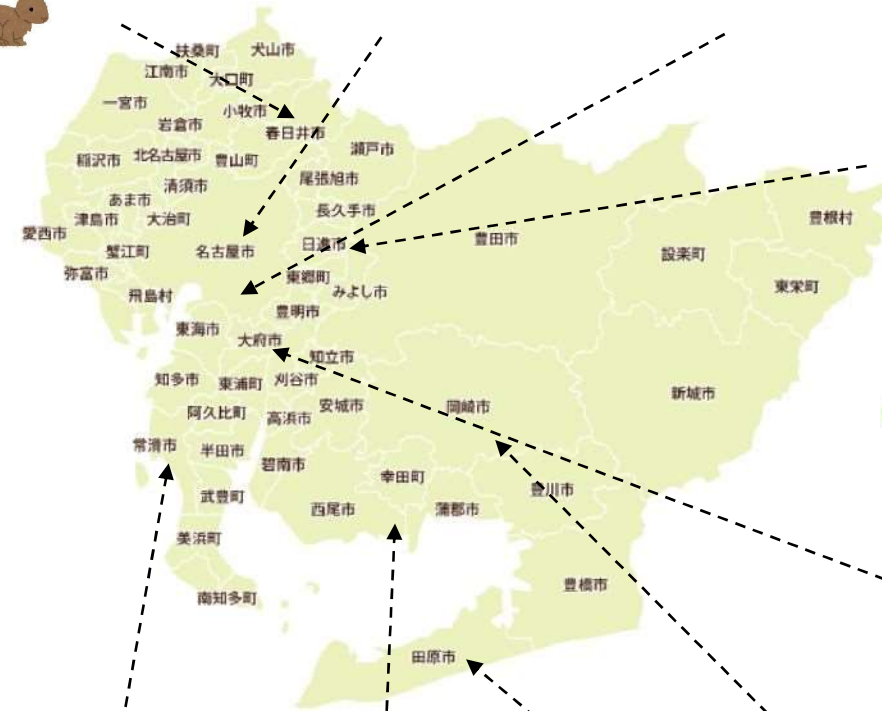 扶桑町
犬山市
江南市
大口町
一宮市
小牧市
岩倉市
春日井市
稲沢市
北名古屋市
豊山町
瀬戸市
清須市
尾張旭市
あま市
津島市
大治町
長久手市
愛西市
豊根村
蟹江町
名古屋市
日進市
豊田市
設楽町
弥富市
東郷町
飛島村
みよし市
東栄町
豊明市
東海市
大府市
知立市
知多市
東浦町
刈谷市
新城市
阿久比町
高浜市
安城市
岡崎市
常滑市
半田市
碧南市
幸田町
豊川市
武豊町
西尾市
蒲郡市
美浜町
南知多町
豊橋市
田原市